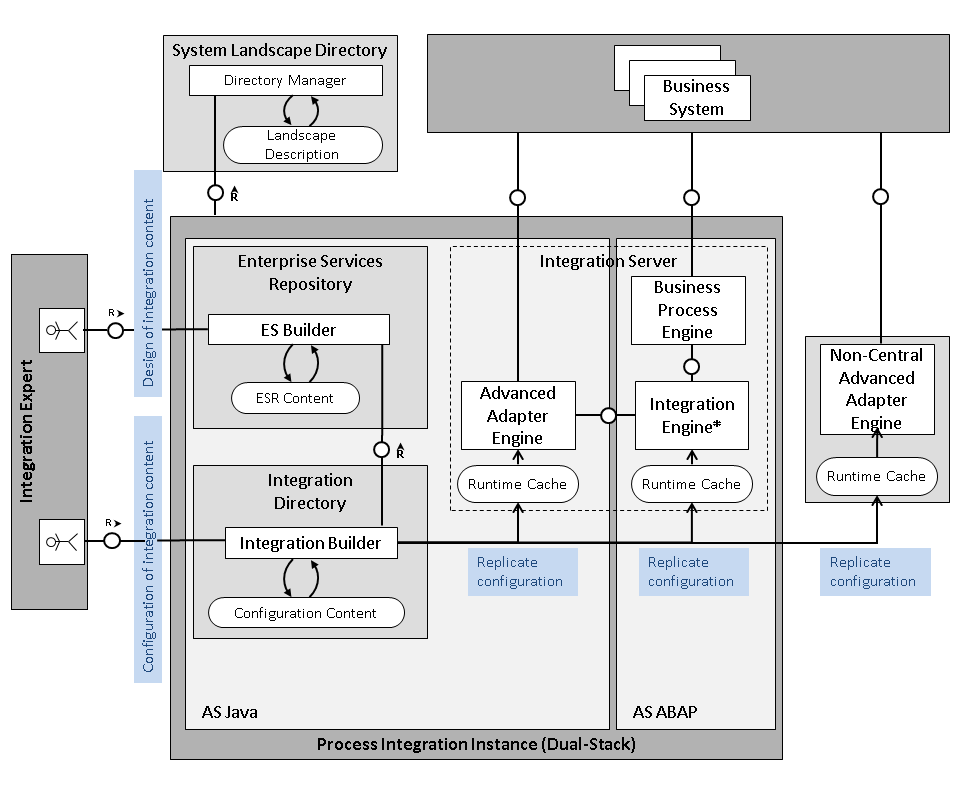 System Landscape Directory
Directory Manager
Landscape
Description
R
Business
System
Design of integration content
Configuration of integration content
Integration Expert
R
R
Enterprise Services
Repository
ES Builder
ESR Content
R
Integration
Directory
Integration Builder
Configuration Content
Integration Server
Business
Process
Engine
Advanced
Adapter
Engine
Integration
Engine*
Runtime Cache
Runtime Cache
Non-Central
Advanced
Adapter
Engine
Runtime Cache
Replicate
configuration
Replicate
configuration
Replicate
configuration
AS Java
AS ABAP
Process Integration Instance (Dual-Stack)